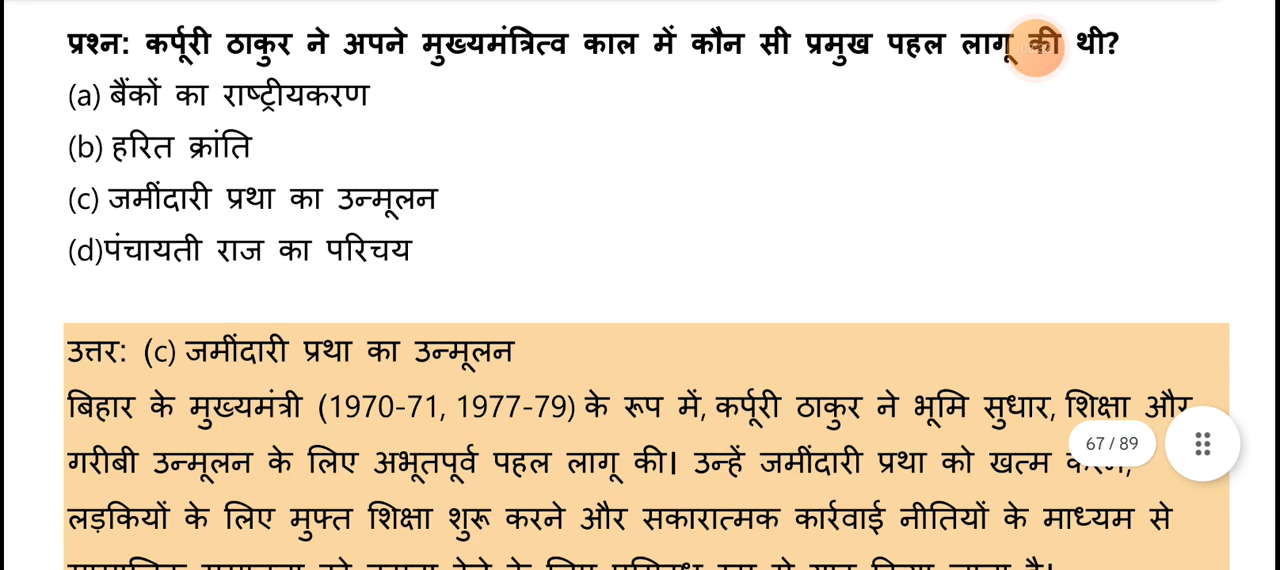 प्रश्न: कर्पूरी ठाकुर ने अपने मुख्यमंत्रित्व काल में कौन सी प्रमुख पहल लागू की थी?
(a) बैंकों का राष्ट्रीयकरण
(b) हरित क्रांति
(c) जमींदारी प्रथा का उन्मूलन
(d)पंचायती राज का परिचय
उत्तर: (c) जमींदारी प्रथा का उन्मूलन
बिहार के मुख्यमंत्री (1970-71, 1977-79) के रूप में, कर्पूरी ठाकुर ने भूमि सुधार, शिक्षा और
67 / 89
गरीबी उन्मूलन के लिए अभूतपूर्व पहल लागू की। उन्हें जमींदारी प्रथा को खत्म
लड़कियों के लिए मुफ्त शिक्षा शुरू करने और सकारात्मक कार्रवाई नीतियों के माध्यम से